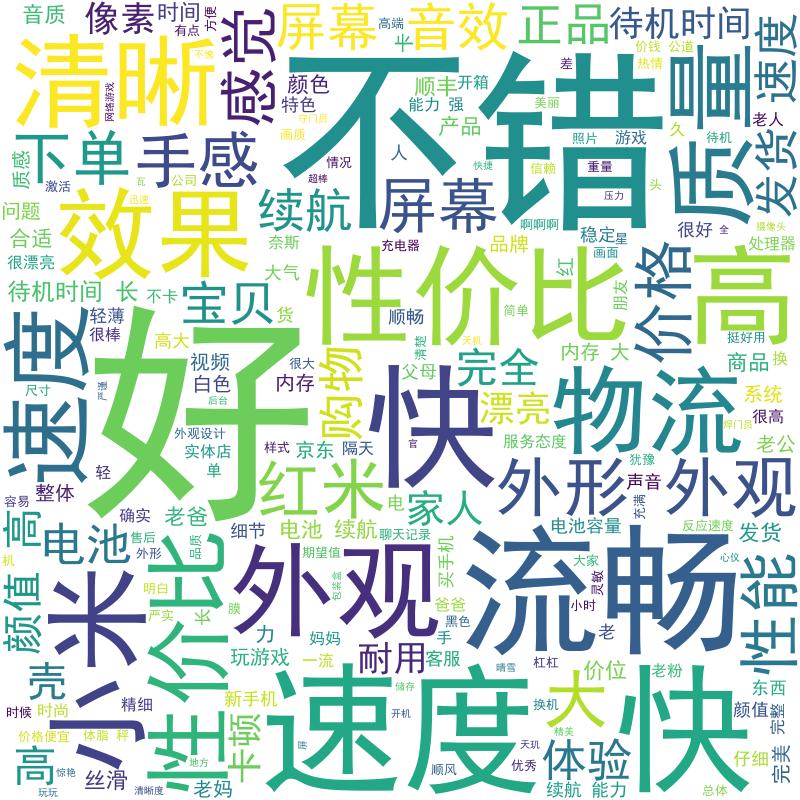 音质
像素
时间
有点
方便
感觉
屏幕
高端
卡
音效
正品
待机时间
价钱 公道
热情
速度
清晰
网络游戏
不错
差
质量
颜色
特色
顺丰
开箱
能力 强
美丽
产品
老人
久
待机
质感
下单
手感
守门员
画质
照片
游戏
激活
公司
情况
人
快捷
信赖
重量
头
发货
瓦
超棒
压力
迅速
问题
效果
续航
屏幕
啊啊啊
稳定
星
很好
全
摄像头
合适
奈斯
充电器
品牌
画面
处理器
很漂亮
大气
性价比
红
价格
高
待机时间 长
不卡
宝贝
货
简单
朋友
轻薄
很棒
顺畅
挺好用
速度
好
高大
视频
很大
购物
清楚
天机
内存 大
商品
换
尺寸
严谨
白色
内存
父母
完全
后台
快
漂亮
物流
系统
很高
焊门员
外观设计
样式
京东
隔天
官
服务态度
犹豫
老公
实体店
单
轻
整体
红米
外形
声音
外观
容易
确实
老爸
电
家人
充满
电池容量
反应速度
发货
高
电池
售后
外形
品质
细节
电池 续航
聊天记录
机
期望值
包装盒
买手机
大家
灵敏
心仪
颜值
小米
明白
严实
性价比
长
膜
外观
爸爸
黑色
手
小时
流畅
性能
老
力
妈妈
玩游戏
一流
耐用
客服
晴雪
杠杠
价位
老粉
东西
壳
时候
时尚
精细
新手机
储存
速度
大
换机
快
颜值
完整
价格便宜
体脂 秤
卡顿
开机
精美
地方
天玑
体验
仔细
完美
高
惊艳
丝滑
老妈
顺风
优秀
续航 能力
玩玩
清晰度
总体